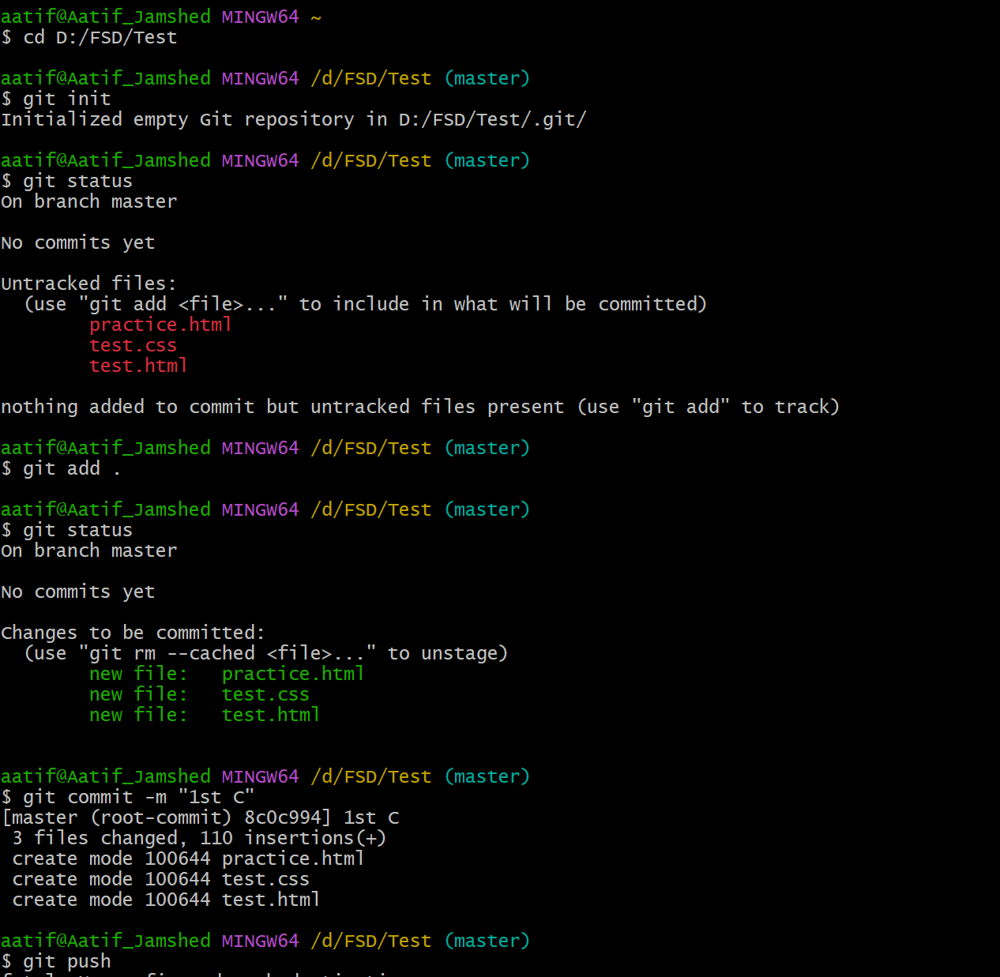 aatif@Aatif_Jamshed MINGW64 ~
$ cd D:/FSD/Test
aatif@Aatif_Jamshed MINGW64 /d/FSD/Test (master)
$ git init
Initialized empty Git repository in D:/FSD/Test/.git/
aatif@Aatif_Jamshed MINGW64 /d/FSD/Test (master)
$ git status
On branch master
No commits yet
Untracked files:
  (use "git add <file>..." to include in what will be committed)
        practice.html
        test.css
        test.html
nothing added to commit but untracked files present (use "git add" to track)
aatif@Aatif_Jamshed MINGW64 /d/FSD/Test (master)
$ git add .
aatif@Aatif_Jamshed MINGW64 /d/FSD/Test (master)
$ git status
On branch master
No commits yet
Changes to be committed:
  (use "git rm --cached <file>..." to unstage)
        new file:   practice.html
        new file:   test.css
        new file:   test.html
aatif@Aatif_Jamshed MINGW64 /d/FSD/Test (master)
$ git commit -m "1st C"
[master (root-commit) 8c0c994] 1st C
 3 files changed, 110 insertions(+)
 create mode 100644 practice.html
 create mode 100644 test.css
 create mode 100644 test.html
aatif@Aatif_Jamshed MINGW64 /d/FSD/Test (master)
$ git push